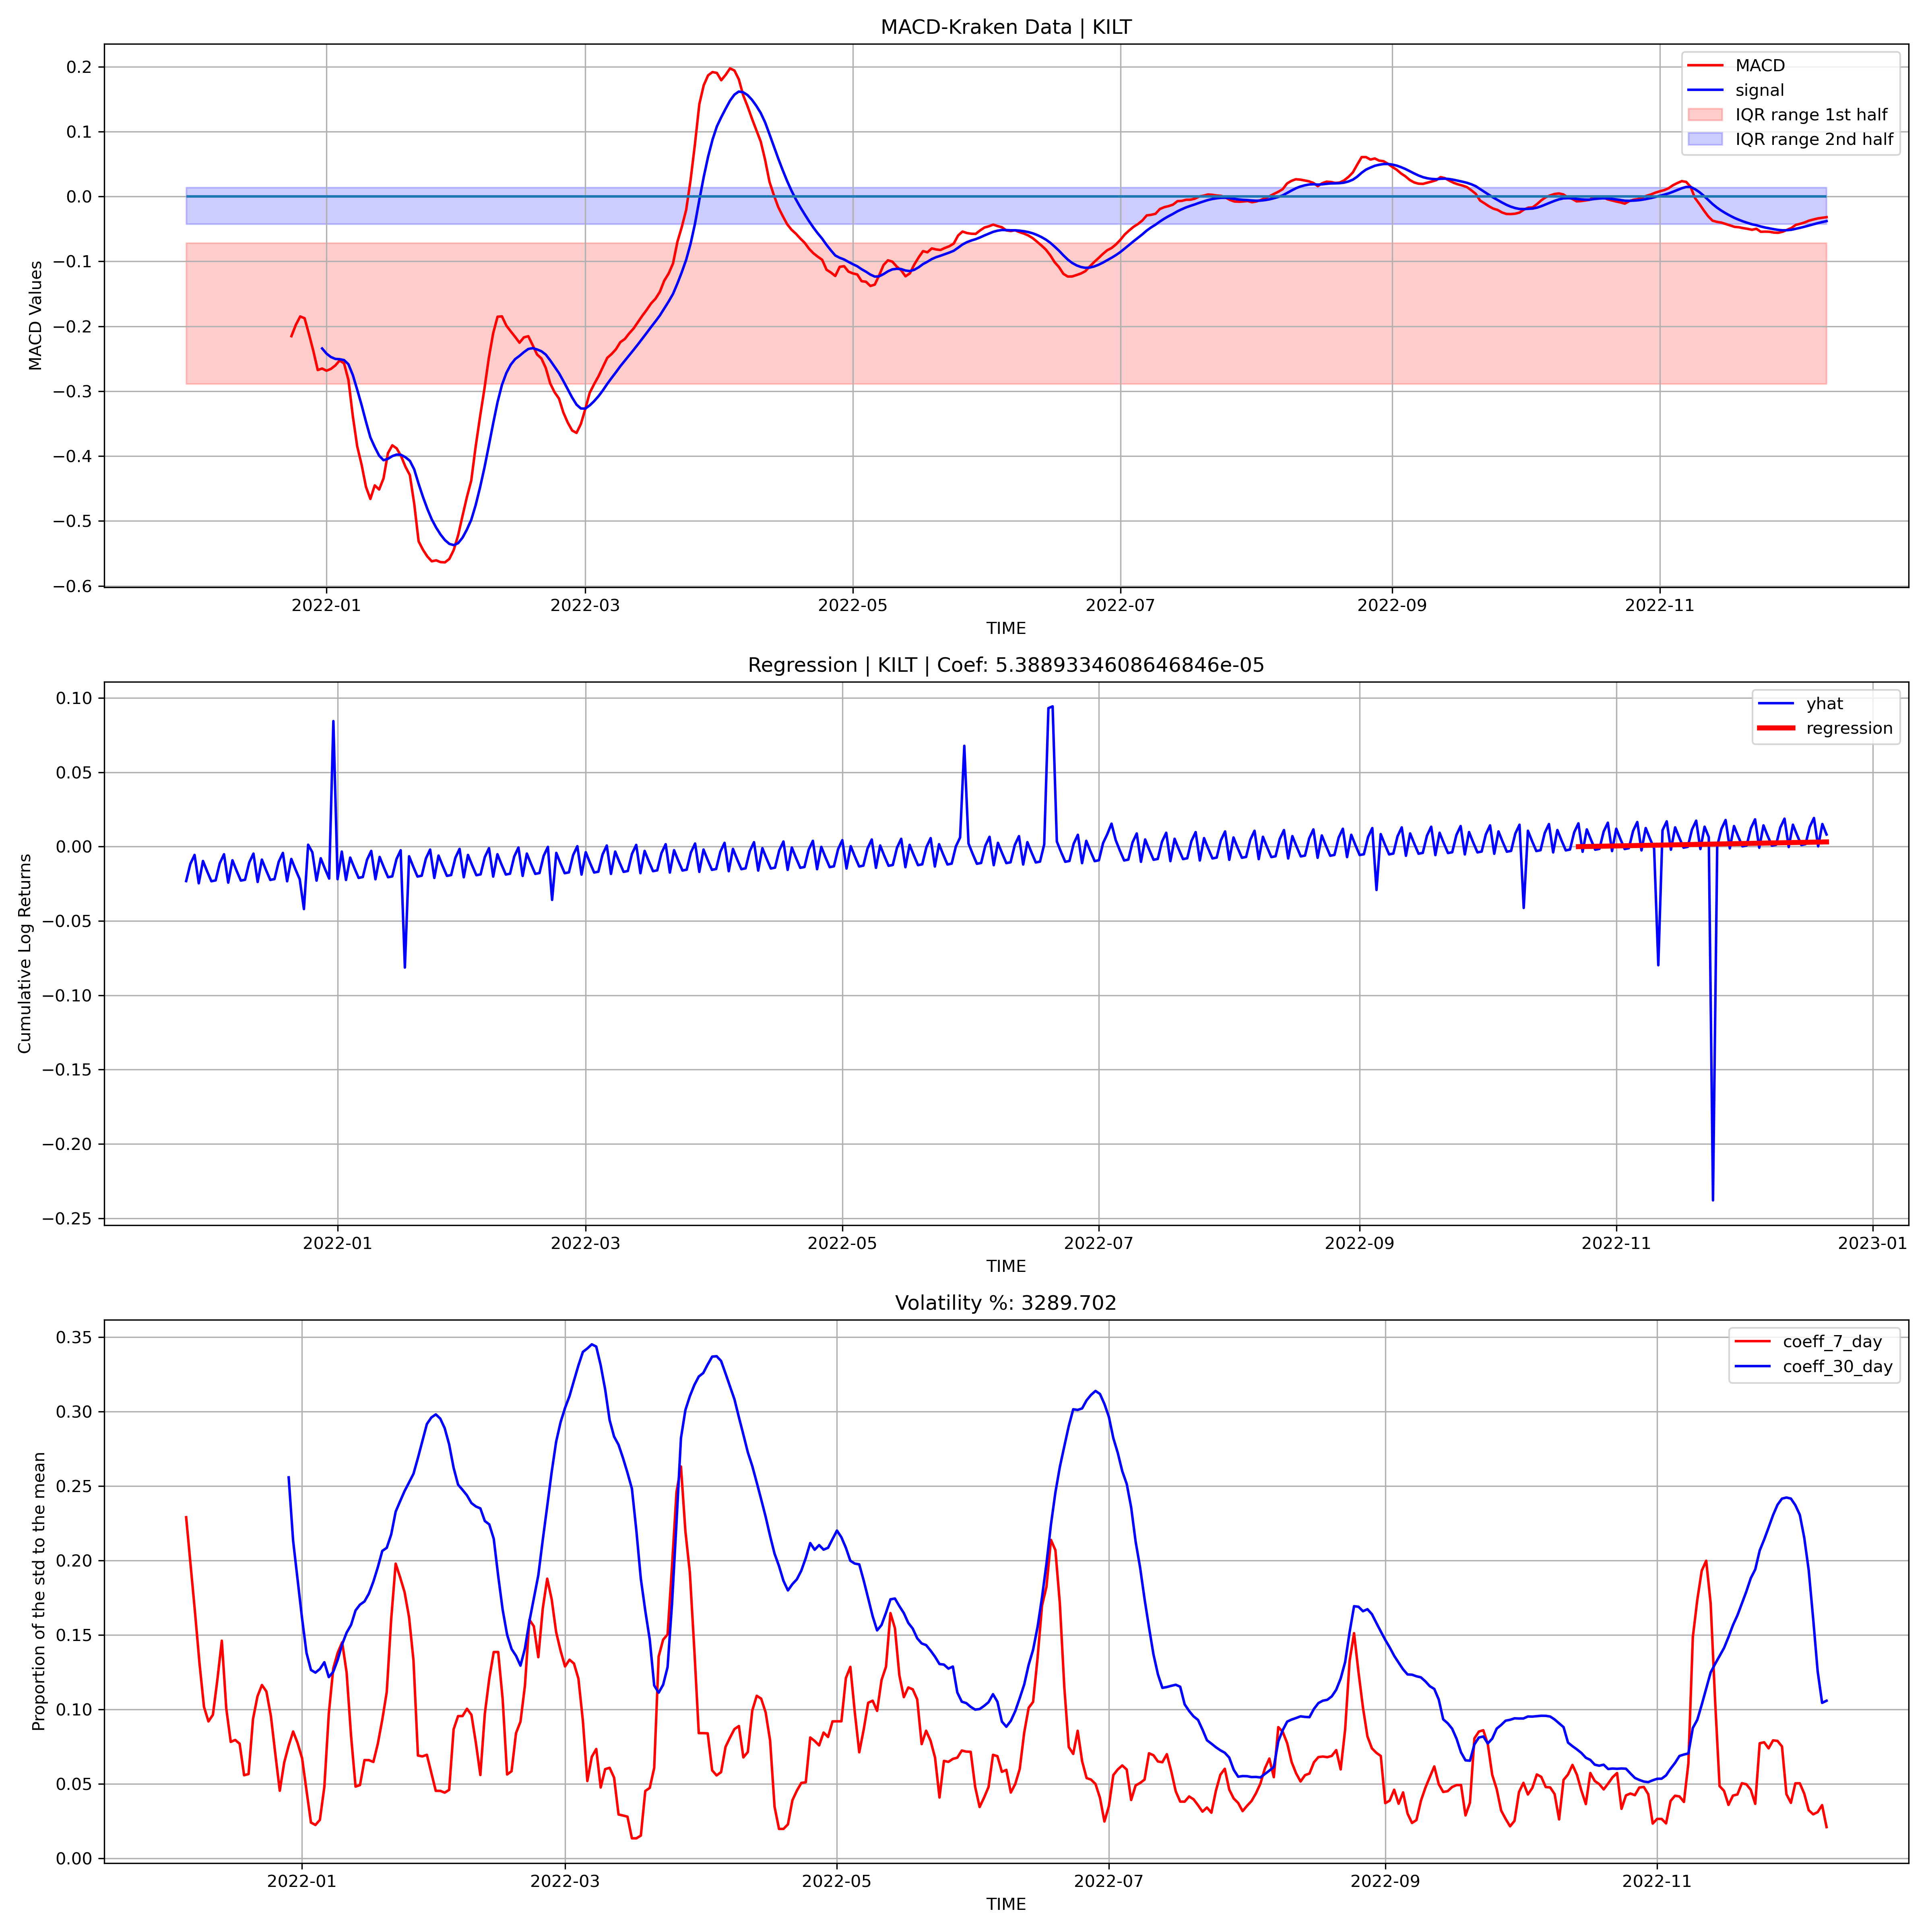 MACD-Kraken Data | KILT
0.2
0.1
0.0
−0.1
−0.2
−0.3
−0.4
−0.5
−0.6
MACD Values
MACD
signal
IQR range 1st half
IQR range 2nd half
2022-01 2022-03 2022-05 2022-07 2022-09 2022-11
TIME
Regression | KILT | Coef: 5.3889334608646846e-05
0.10
0.05
0.00
−0.05
−0.10
−0.15
−0.20
−0.25
Cumulative Log Returns
yhat
regression
2022-01 2022-03 2022-05 2022-07 2022-09 2022-11 2023-01
TIME
Volatility %: 3289.702
0.35
0.30
0.25
0.20
0.15
0.10
0.05
0.00
Proportion of the std to the mean
coeff_7_day
coeff_30_day
2022-01 2022-03 2022-05 2022-07 2022-09 2022-11
TIME